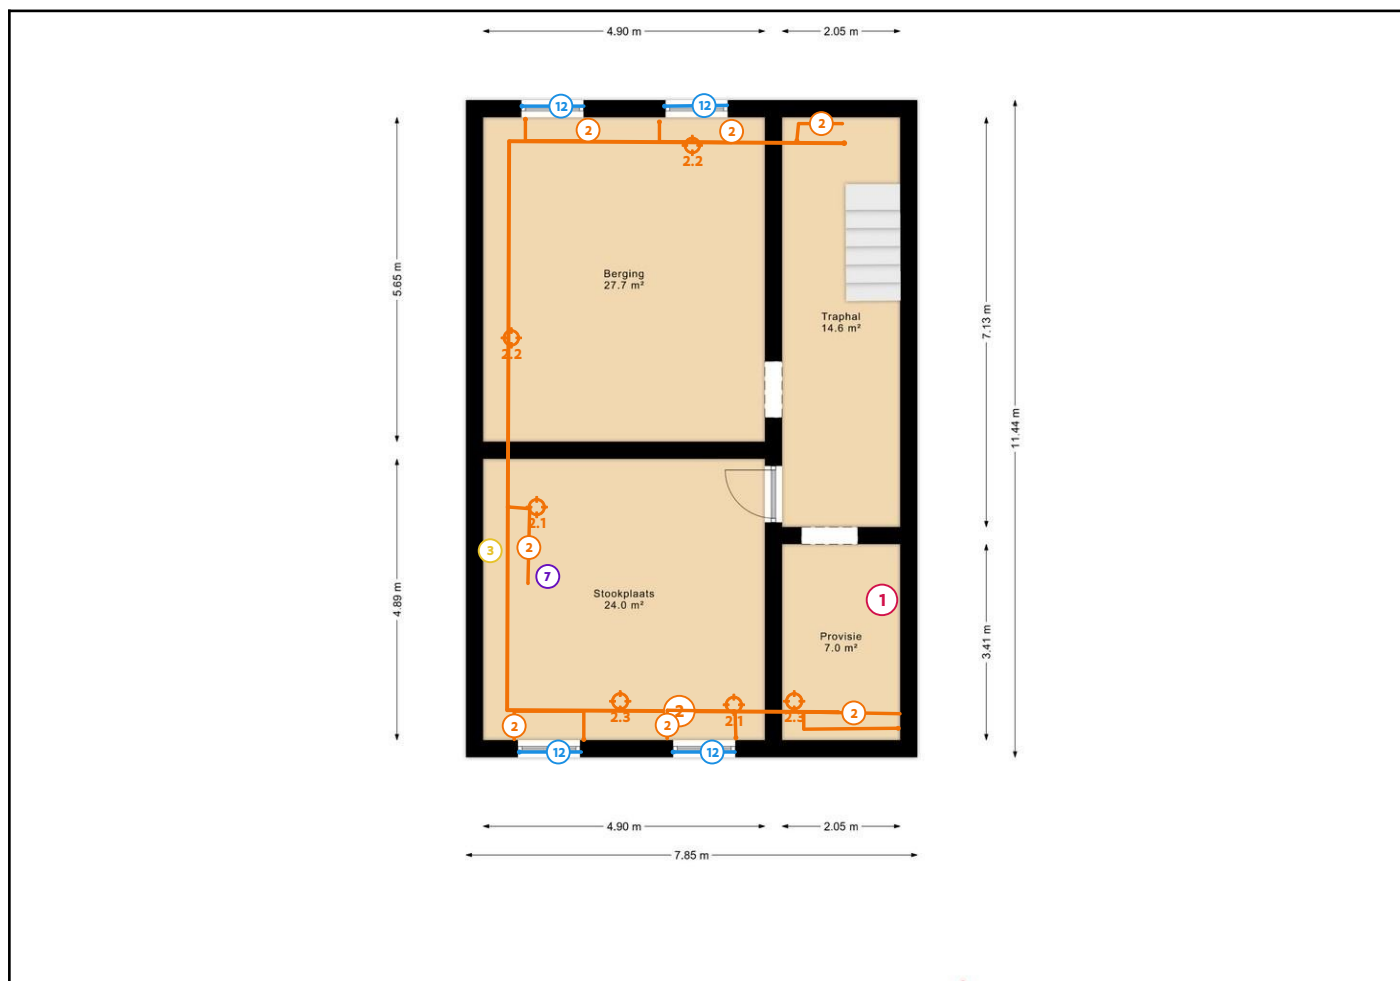 4.90 m
2.05 m
12
12
2
2
2
2.2
5.65 m
Berging
27.7 m²
7.13 m
Traphal
14.6 m²
2.2
11.44 m
2.1
3
2
7
4.89 m
Stookplaats
24.0 m²
1
3.41 m
Provisie
7.0 m²
2.3
2
2.1
2.3
2
2
2
12
12
4.90 m
2.05 m
7.85 m